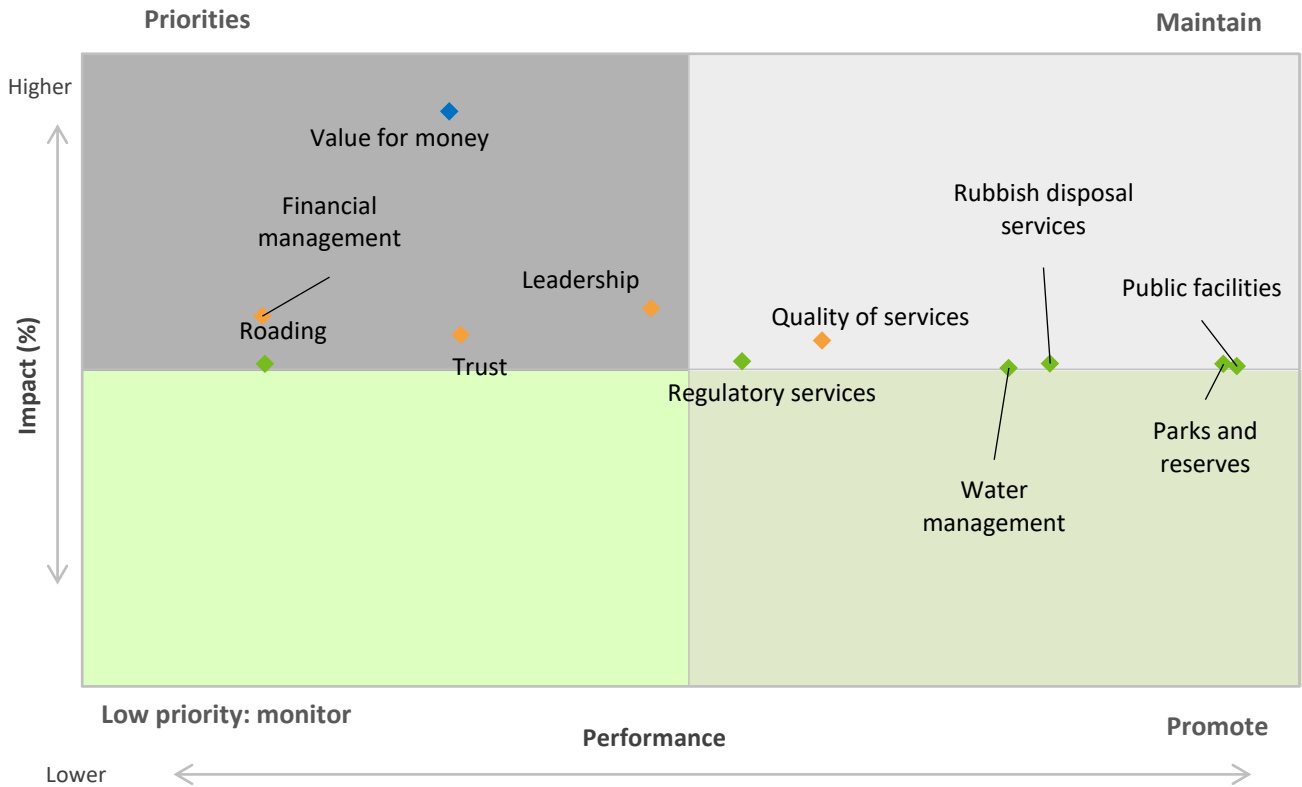 Priorities
Maintain
Higher
Value for money
Rubbish disposal
services
Financial
management
Leadership
Public facilities
Quality of services
Roading
Trust
Regulatory services
Impact (%)
Parks and
reserves
Water
management
Low priority: monitor
Promote
Performance
Lower